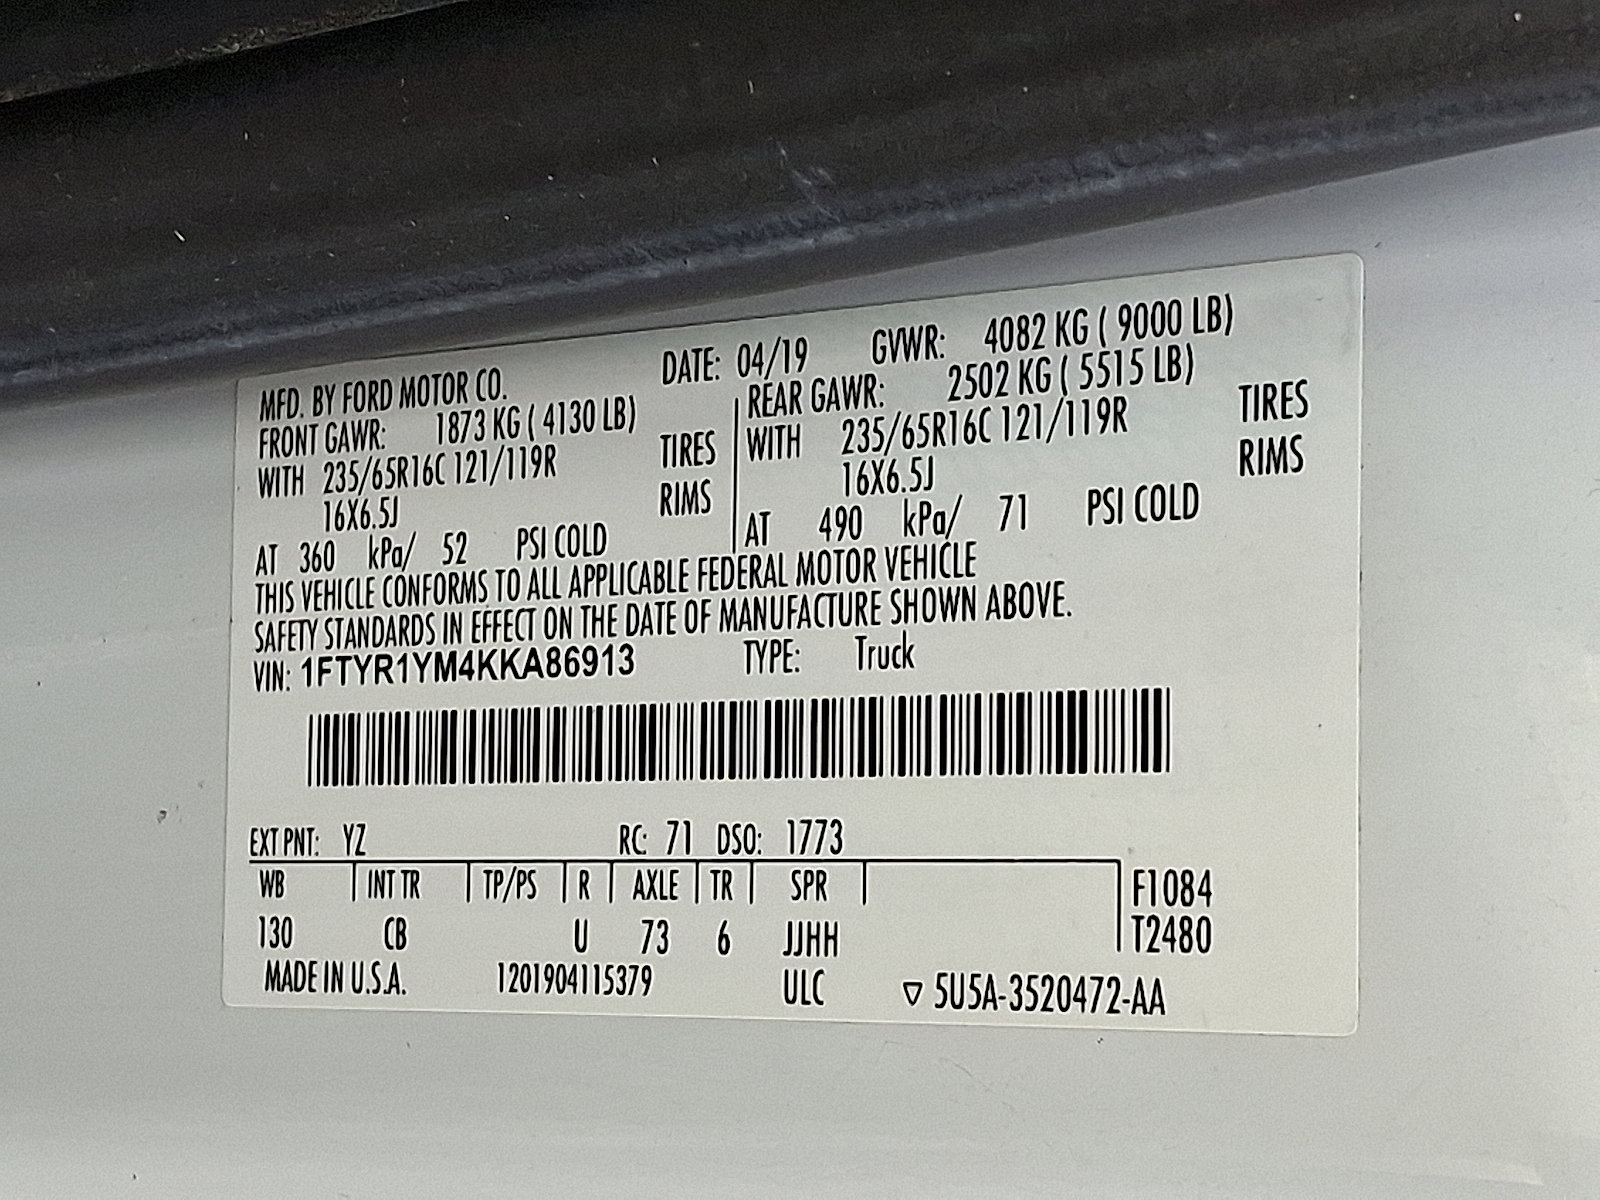 MFD. BY FORD MOTOR CO. DATE: 04/19 GVWR: 4082 KG ( 9000 LB)
FRONT GAWR: 1873 KG ( 4130 LB) REAR GAWR: 2502 KG ( 5515 LB)
WITH 235/65R16C 121/119R TIRES WITH 235/65R16C 121/119R TIRES
16X6.5J RIMS 16X6.5J RIMS
AT 360 kPa/ 52 PSI COLD AT 490 kPa/ 71 PSI COLD
THIS VEHICLE CONFORMS TO ALL APPLICABLE FEDERAL MOTOR VEHICLE
SAFETY STANDARDS IN EFFECT ON THE DATE OF MANUFACTURE SHOWN ABOVE.
VIN: 1FTYR1YM4KKA86913 TYPE: Truck
EXT PNT: YZ RC: 71 DSO: 1773
WB INT TR TP/PS R AXLE TR SPR F1084
130 CB U 73 6 JJHH T2480
MADE IN U.S.A. 1201904115379 ULC ▽ 5U5A-3520472-AA